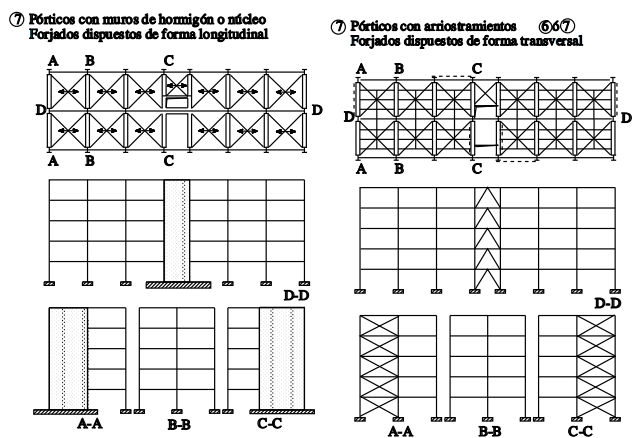 ⑦ Pórticos con muros de hormigón o núcleo
Forjados dispuestos de forma longitudinal
A B C
D D
A B C
D-D
A-A B-B C-C
⑦ Pórticos con arriostramientos ⑥ó⑦
Forjados dispuestos de forma transversal
A B C
D D
A B C
D-D
A-A B-B C-C